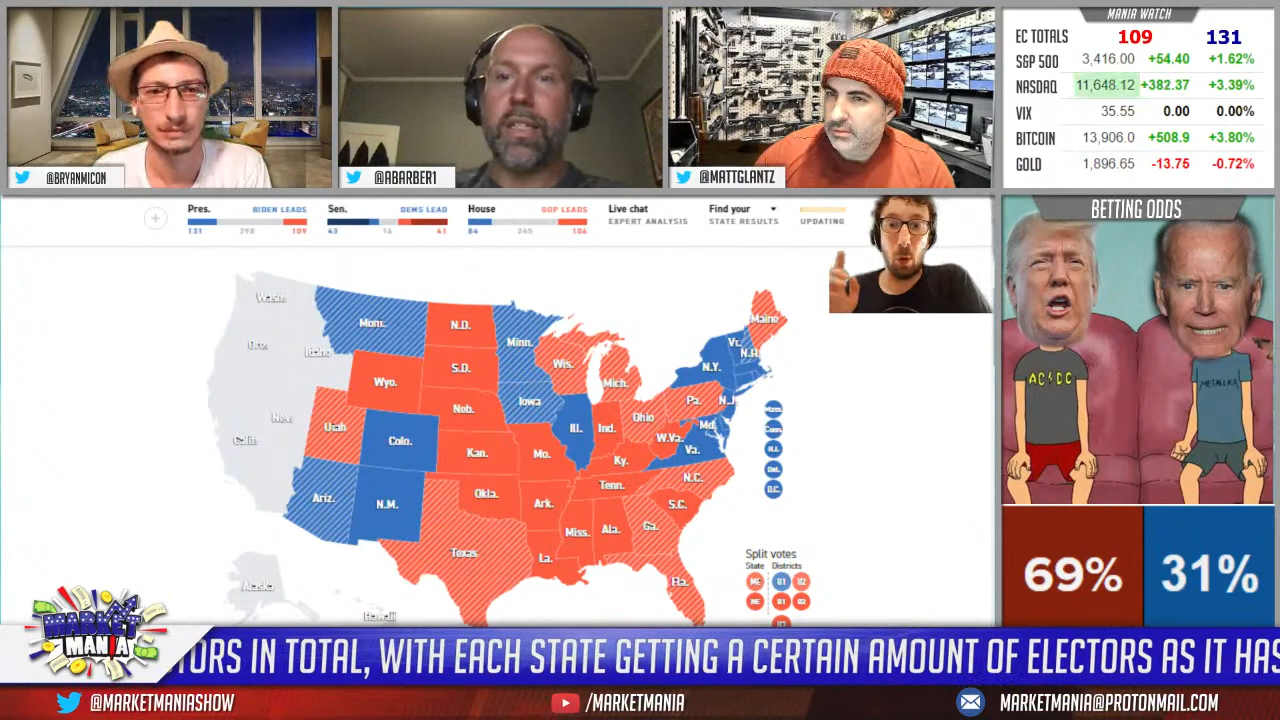 @BRYANMICON
@ABARBER1
@MATTGLANTZ
MANIA WATCH
EC TOTALS 109 131
S&P 500 3,416.00 +54.40 +1.62%
NASDAQ 11,648.12 +382.37 +3.39%
VIX 35.55 0.00 0.00%
BITCOIN 13,906.0 +508.9 +3.80%
GOLD 1,896.65 -13.75 -0.72%
Pres. BIDEN LEADS
131 298 109
Sen. DEMS LEAD
43 16 41
House GOP LEADS
84 245 106
Live chat
EXPERT ANALYSIS
Find your
STATE RESULTS
UPDATING
BETTING ODDS
AC DC
METALLICA
69% 31%
Wash.
Mont.
N.D.
Minn.
Maine
Ore.
Idaho
Vt.
N.H.
Wis.
S.D.
N.Y.
Wyo.
Mich.
Iowa
Pa.
N.J.
Neb.
Nev.
Utah
Ohio
Ill.
Ind.
Md.
Calif.
Colo.
W.Va.
Va.
Kan.
Mo.
Ky.
N.C.
Tenn.
Ariz.
N.M.
Okla.
Ark.
S.C.
Miss.
Ala.
Ga.
Texas
La.
Fla.
Alaska
Hawaii
Mass.
Conn.
R.I.
Del.
D.C.
Split votes
State Districts
ME 01 02
NE 01 02
MARKET
MANIA
TORS IN TOTAL, WITH EACH STATE GETTING A CERTAIN AMOUNT OF ELECTORS AS IT HAS
@MARKETMANIASHOW
/MARKETMANIA
MARKETMANIA@PROTONMAIL.COM